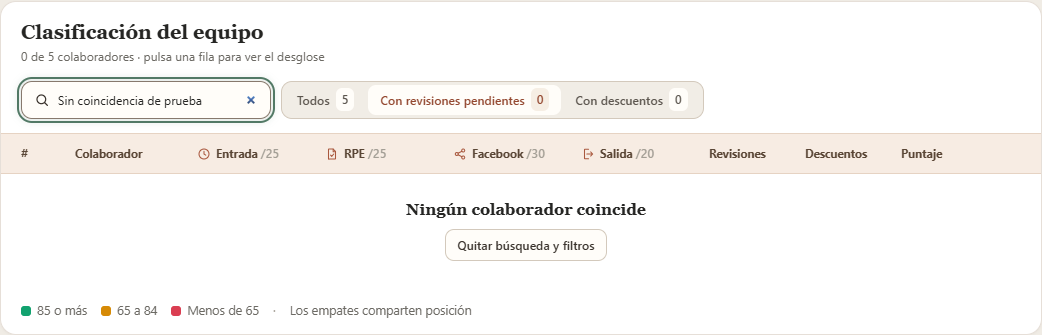 Clasificación del equipo
0 de 5 colaboradores · pulsa una fila para ver el desglose
Sin coincidencia de prueba ×
Todos 5 Con revisiones pendientes 0 Con descuentos 0
# Colaborador Entrada /25 RPE /25 Facebook /30 Salida /20 Revisiones Descuentos Puntaje
Ningún colaborador coincide
Quitar búsqueda y filtros
85 o más 65 a 84 Menos de 65 · Los empates comparten posición